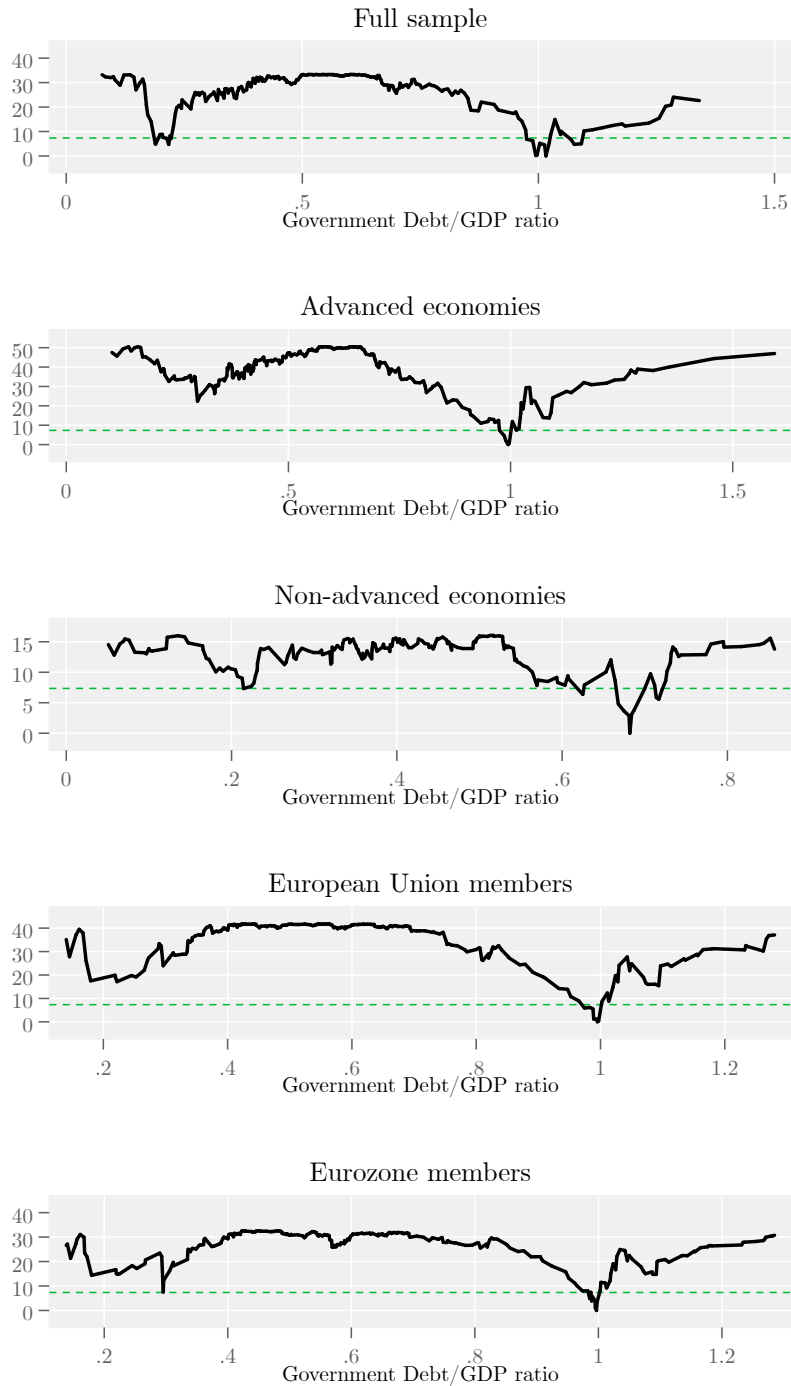 Full sample
40
30
20
10
0
0 .5 1 1.5
Government Debt/GDP ratio
Advanced economies
50
40
30
20
10
0
0 .5 1 1.5
Government Debt/GDP ratio
Non-advanced economies
15
10
5
0
0 .2 .4 .6 .8
Government Debt/GDP ratio
European Union members
40
30
20
10
0
.2 .4 .6 .8 1 1.2
Government Debt/GDP ratio
Eurozone members
40
30
20
10
0
.2 .4 .6 .8 1 1.2
Government Debt/GDP ratio